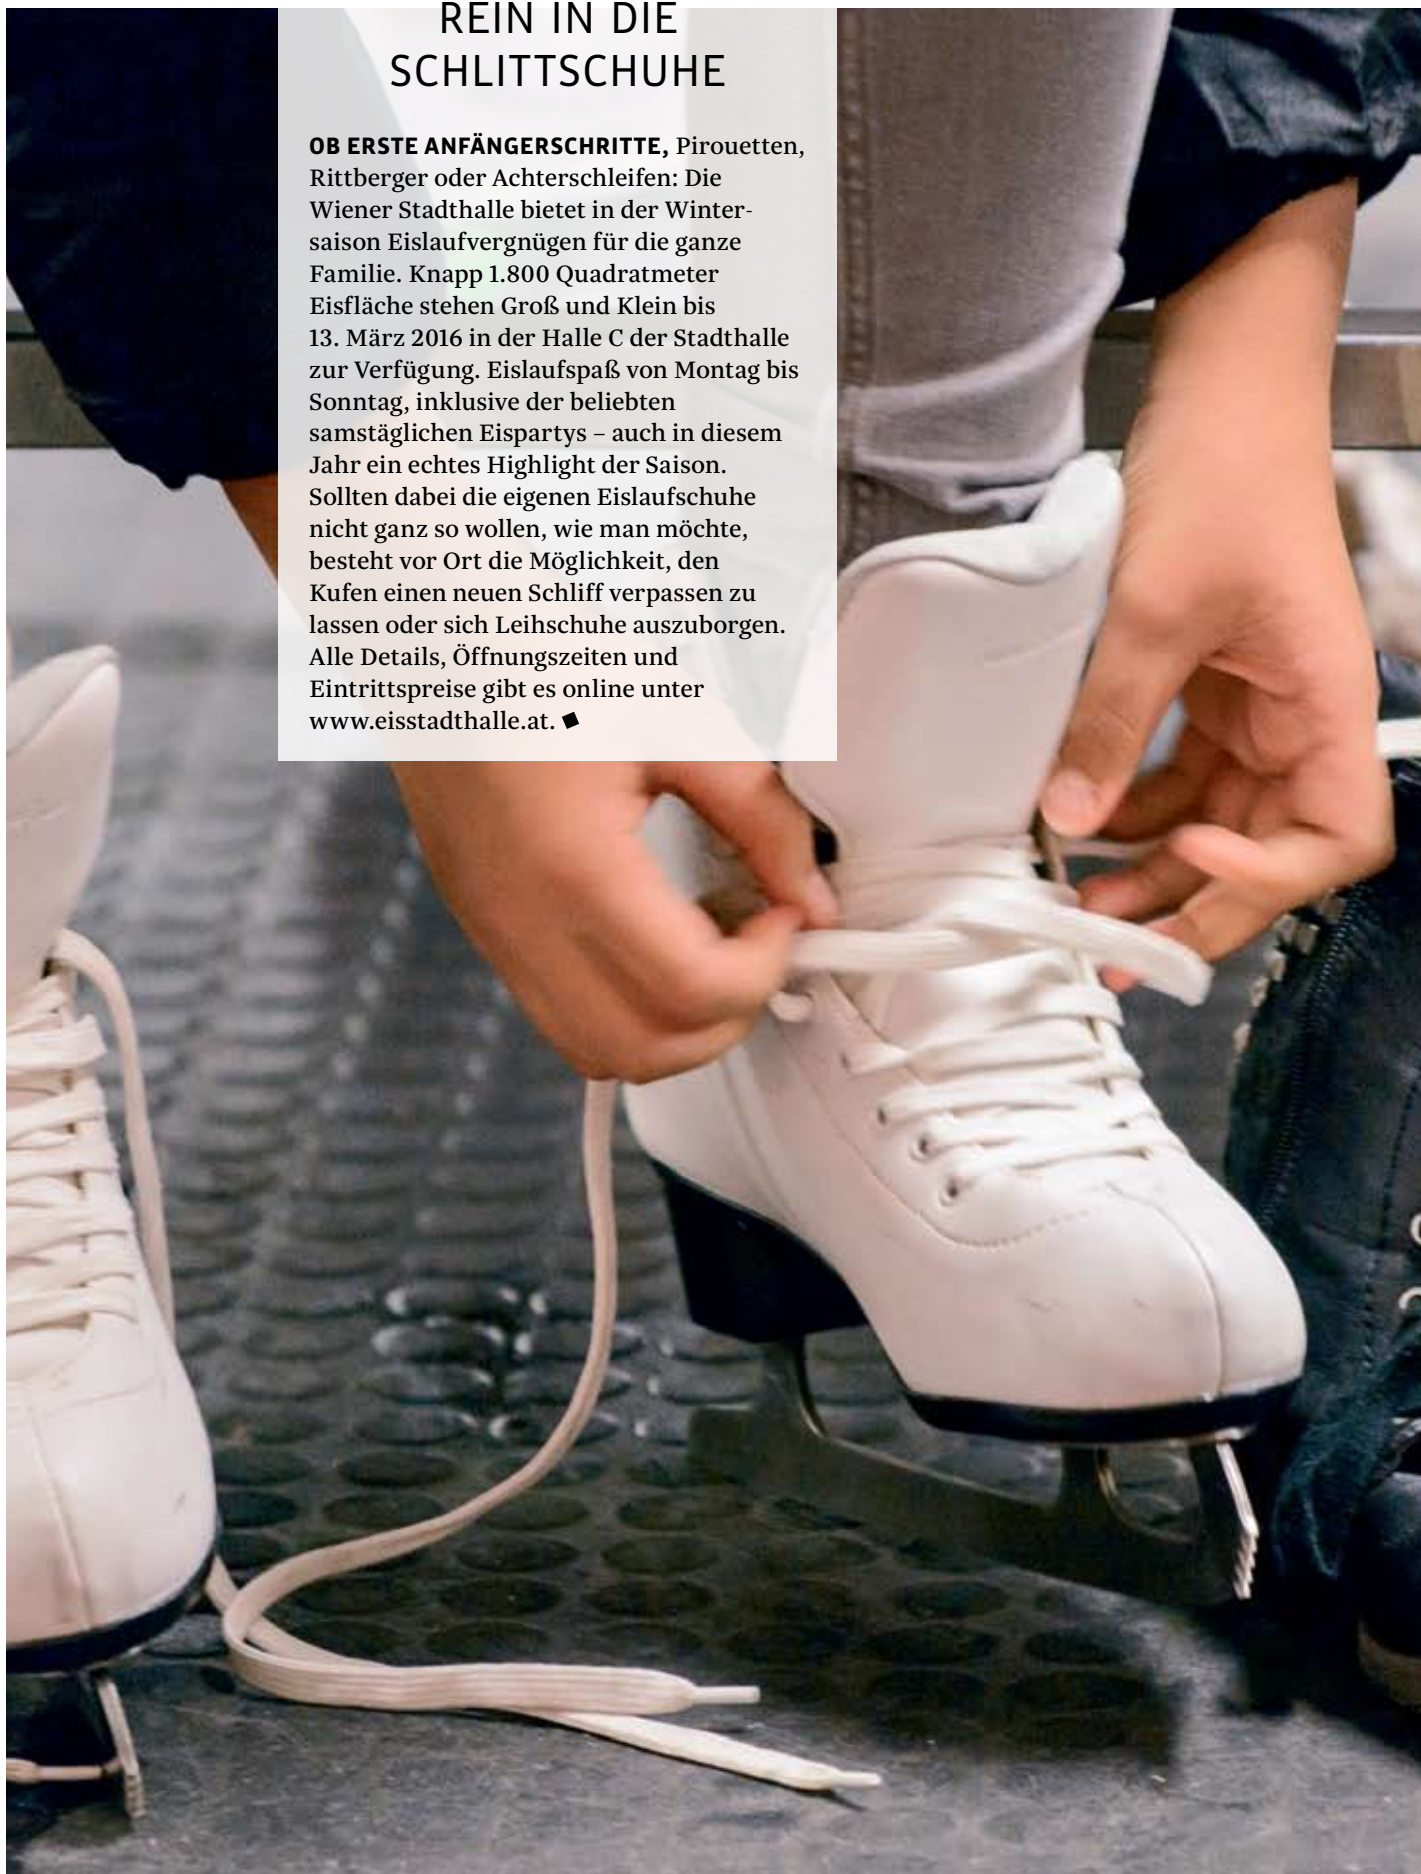 REIN IN DIE
SCHLITTSCHUHE
OB ERSTE ANFÄNGERSCHRITTE, Pirouetten,
Rittberger oder Achterschleifen: Die
Wiener Stadthalle bietet in der Winter-
saison Eislaufvergnügen für die ganze
Familie. Knapp 1.800 Quadratmeter
Eisfläche stehen Groß und Klein bis
13. März 2016 in der Halle C der Stadthalle
zur Verfügung. Eislaufspaß von Montag bis
Sonntag, inklusive der beliebten
samstäglichen Eispartys – auch in diesem
Jahr ein echtes Highlight der Saison.
Sollten dabei die eigenen Eislaufschuhe
nicht ganz so wollen, wie man möchte,
besteht vor Ort die Möglichkeit, den
Kufen einen neuen Schliff verpassen zu
lassen oder sich Leihschuhe auszuborgen.
Alle Details, Öffnungszeiten und
Eintrittspreise gibt es online unter
www.eisstadthalle.at. ◆